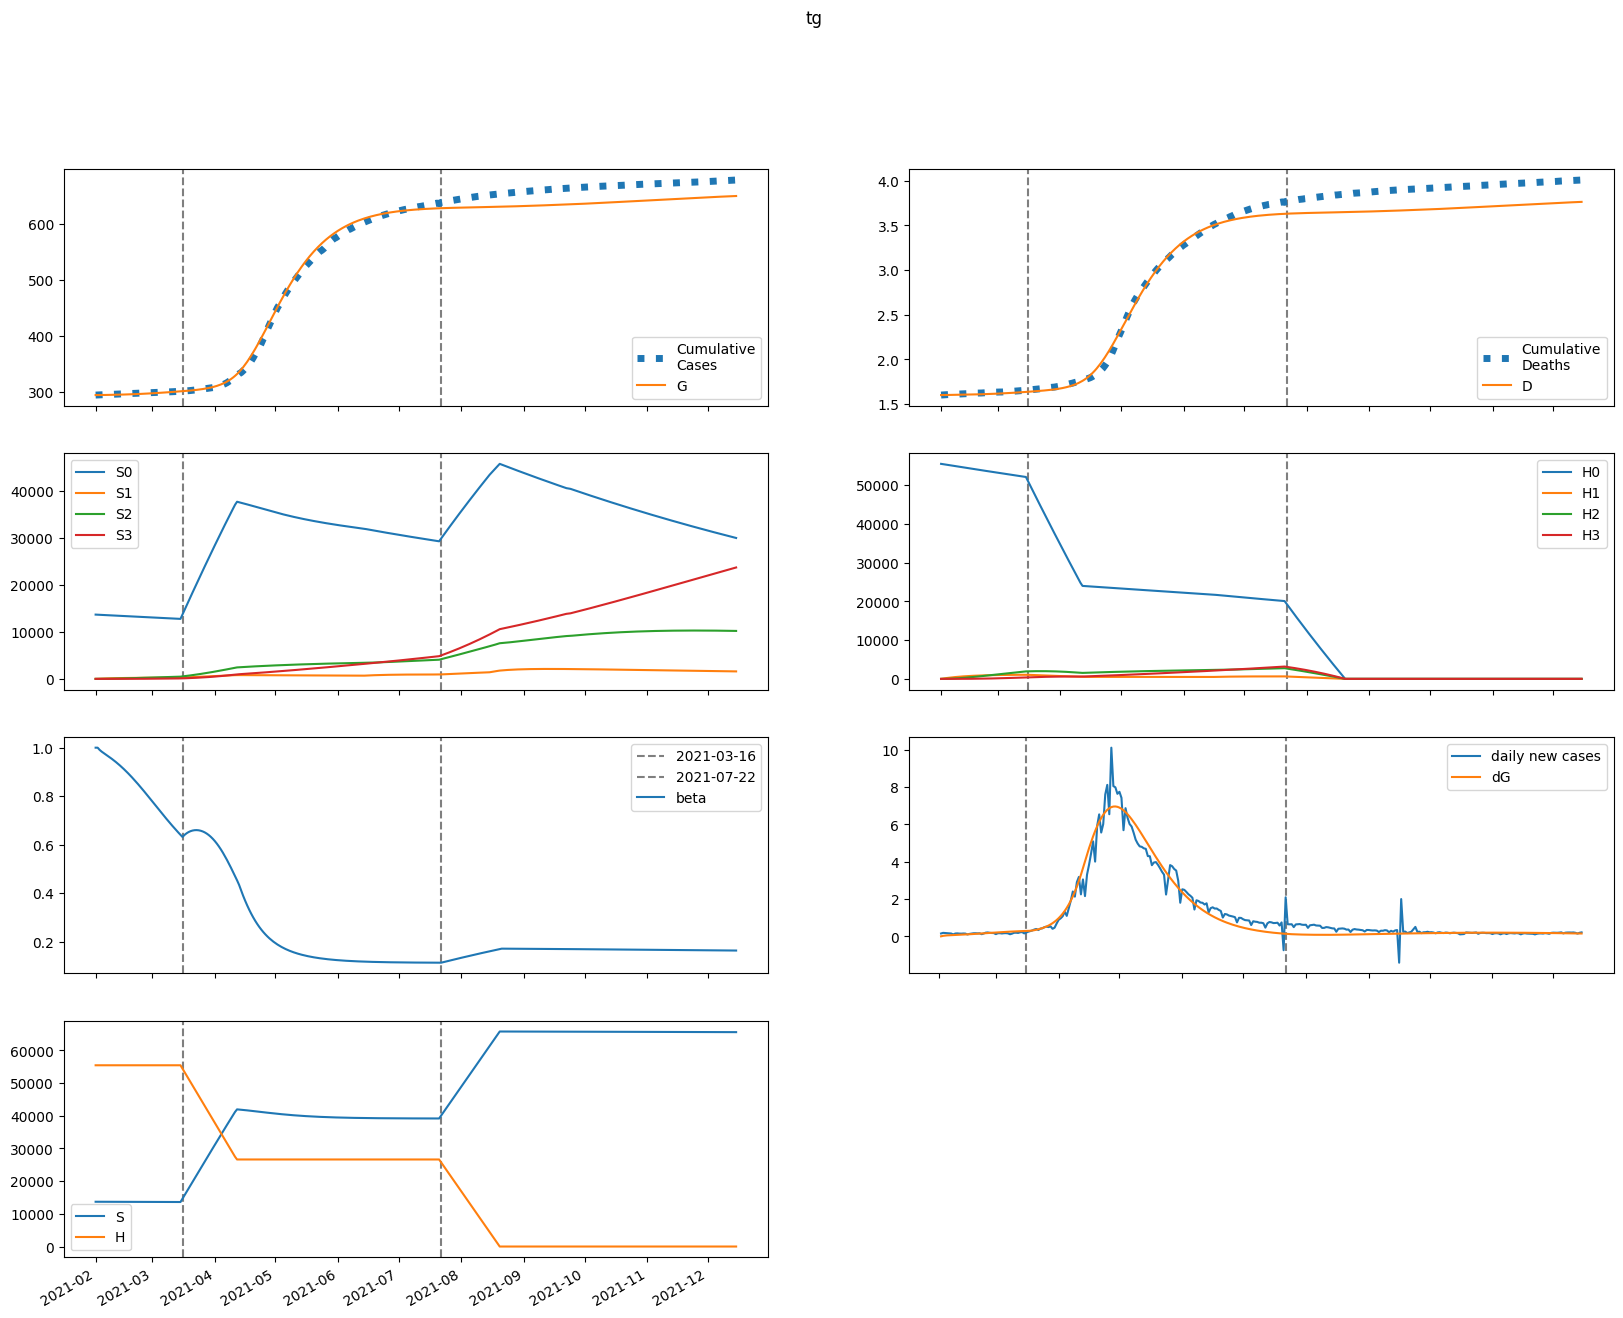 tg
600
500
400
300
Cumulative
Cases
G
4.0
3.5
3.0
2.5
2.0
1.5
Cumulative
Deaths
D
40000
30000
20000
10000
0
S0
S1
S2
S3
50000
40000
30000
20000
10000
0
H0
H1
H2
H3
1.0
0.8
0.6
0.4
0.2
2021-03-16
2021-07-22
beta
10
8
6
4
2
0
daily new cases
dG
60000
50000
40000
30000
20000
10000
0
S
H
2021-02
2021-03
2021-04
2021-05
2021-06
2021-07
2021-08
2021-09
2021-10
2021-11
2021-12